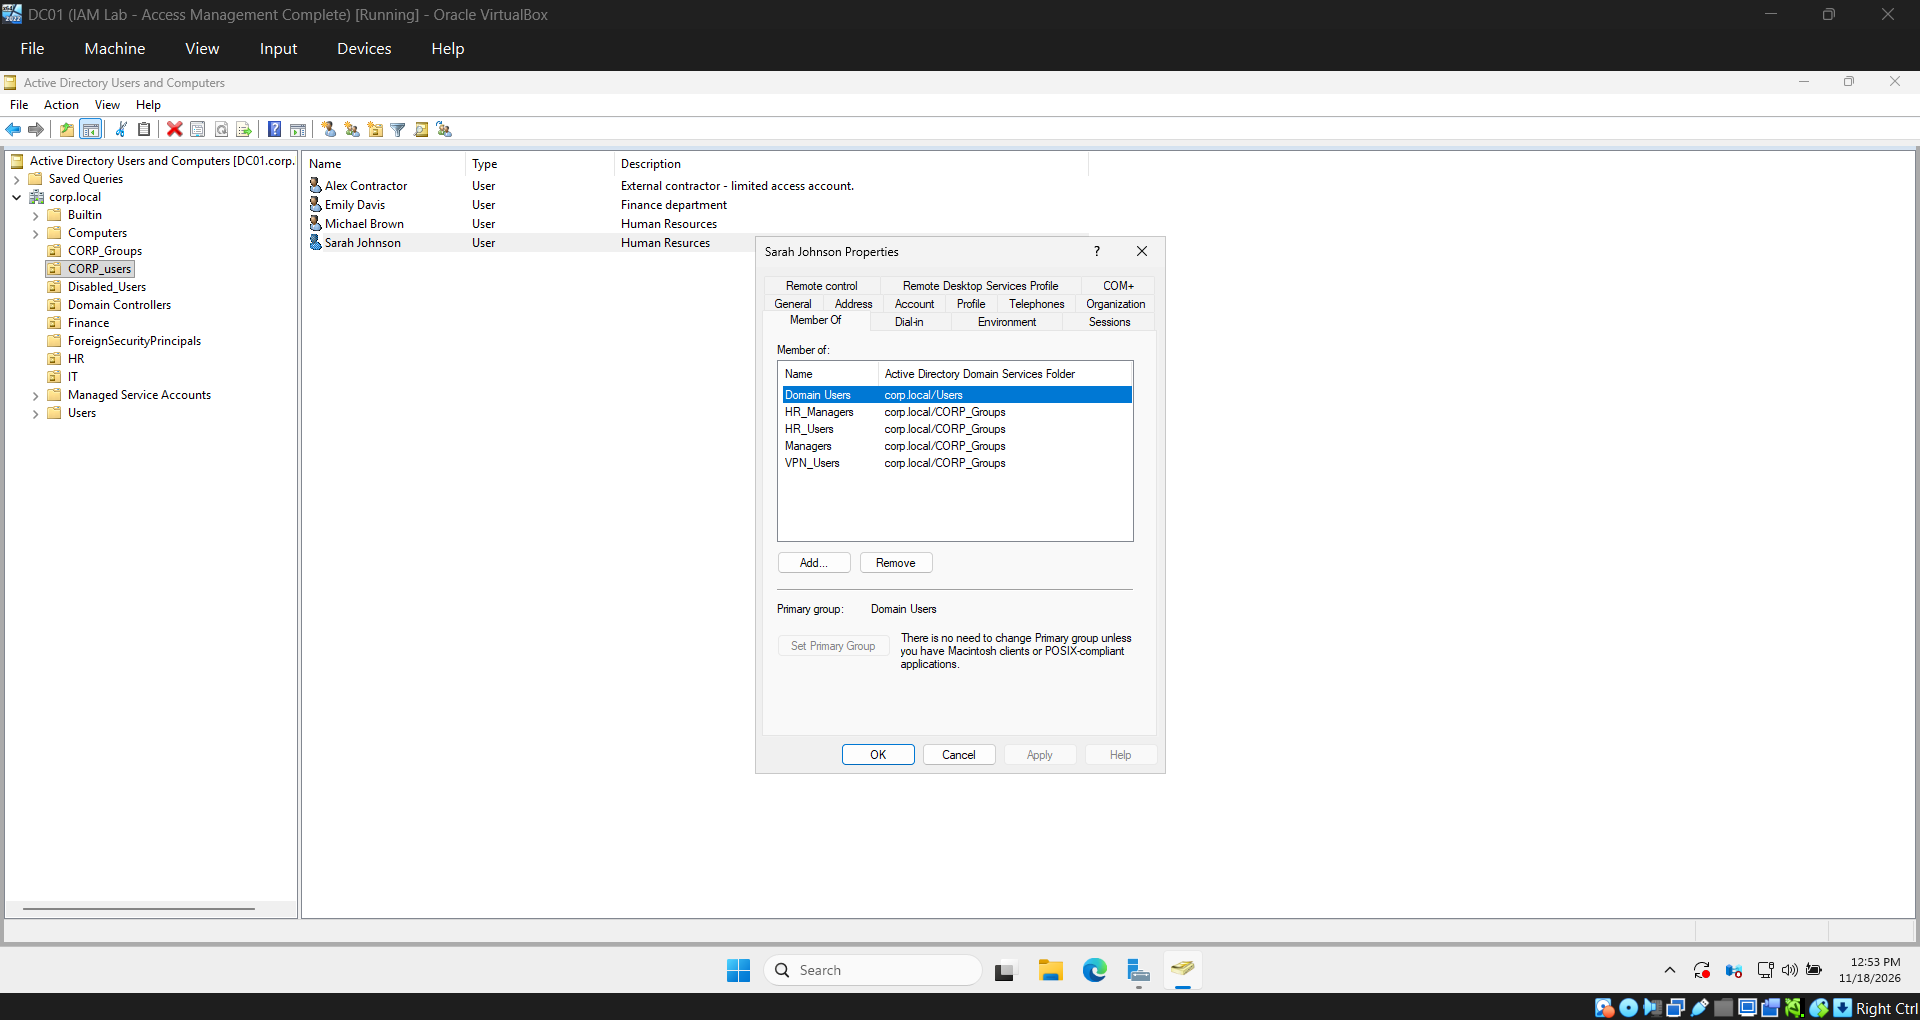 DC01 (IAM Lab - Access Management Complete) [Running] - Oracle VirtualBox
File Machine View Input Devices Help
Active Directory Users and Computers
File Action View Help
Active Directory Users and Computers [DC01.corp.
Saved Queries
corp.local
Builtin
Computers
CORP_Groups
CORP_users
Disabled_Users
Domain Controllers
Finance
ForeignSecurityPrincipals
HR
IT
Managed Service Accounts
Users
Name Type Description
Alex Contractor User External contractor - limited access account.
Emily Davis User Finance department
Michael Brown User Human Resources
Sarah Johnson User Human Resurces
Sarah Johnson Properties ?
Remote control Remote Desktop Services Profile COM+
General Address Account Profile Telephones Organization
Member Of Dial-in Environment Sessions
Member of:
Name Active Directory Domain Services Folder
Domain Users corp.local/Users
HR_Managers corp.local/CORP_Groups
HR_Users corp.local/CORP_Groups
Managers corp.local/CORP_Groups
VPN_Users corp.local/CORP_Groups
Add... Remove
Primary group: Domain Users
Set Primary Group
There is no need to change Primary group unless
you have Macintosh clients or POSIX-compliant
applications.
OK Cancel Apply Help
Search
12:53 PM
11/18/2026
Right Ctrl